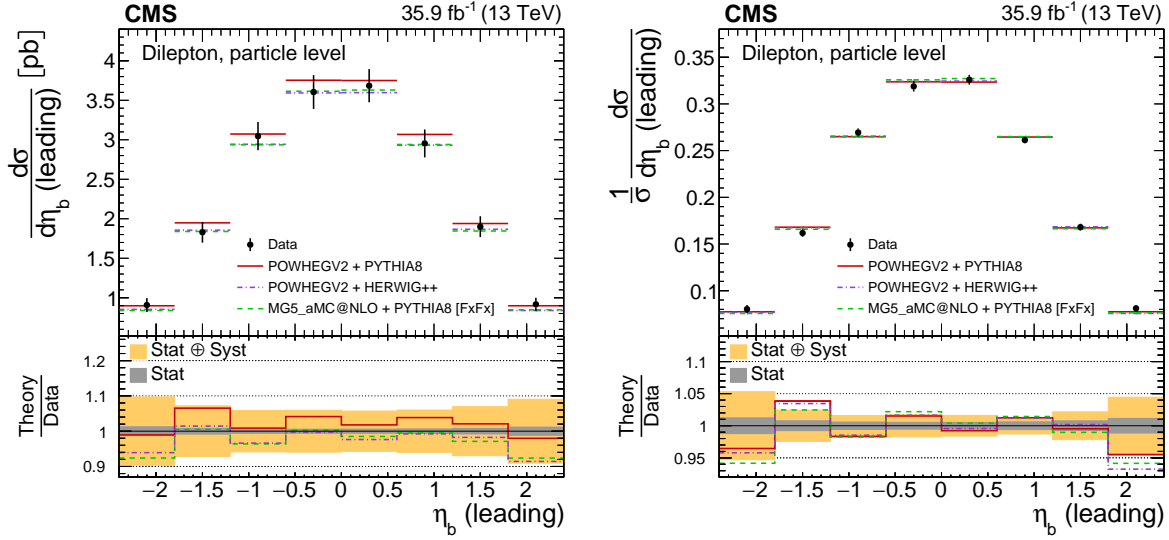 CMS 35.9 fb⁻¹ (13 TeV)
Dilepton, particle level
dσ / dη_b (leading) [pb]
4
3.5
3
2.5
2
1.5
1
Data
POWHEGV2 + PYTHIA8
POWHEGV2 + HERWIG++
MG5_aMC@NLO + PYTHIA8 [FxFx]
Stat ⊕ Syst
Stat
Theory
Data
1.2
1.1
1
0.9
−2 −1.5 −1 −0.5 0 0.5 1 1.5 2
η_b (leading)
CMS 35.9 fb⁻¹ (13 TeV)
Dilepton, particle level
1/σ dσ / dη_b (leading)
0.35
0.3
0.25
0.2
0.15
0.1
Data
POWHEGV2 + PYTHIA8
POWHEGV2 + HERWIG++
MG5_aMC@NLO + PYTHIA8 [FxFx]
Stat ⊕ Syst
Stat
Theory
Data
1.1
1.05
1
0.95
−2 −1.5 −1 −0.5 0 0.5 1 1.5 2
η_b (leading)